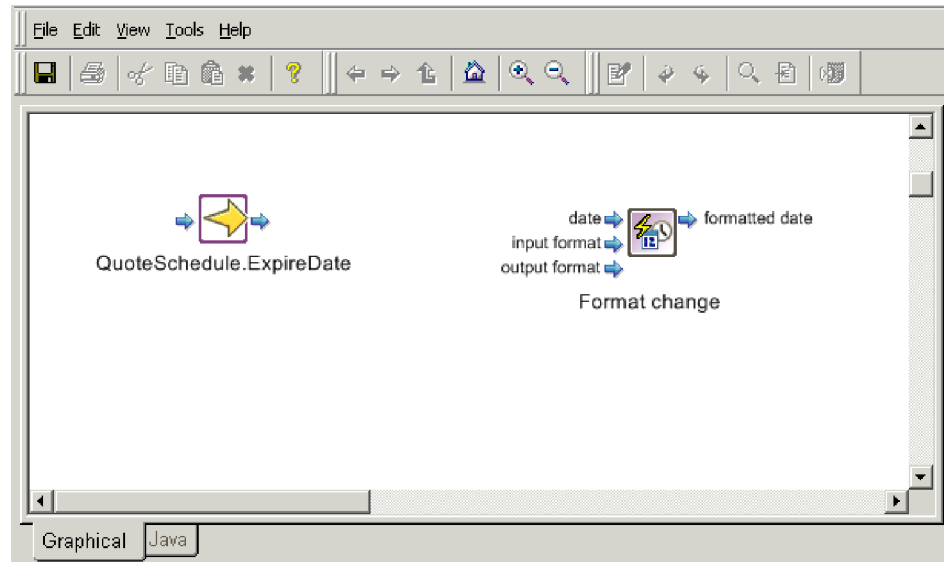 File Edit View Tools Help
QuoteSchedule.ExpireDate
date
formatted date
input format
output format
Format change
Graphical
Java